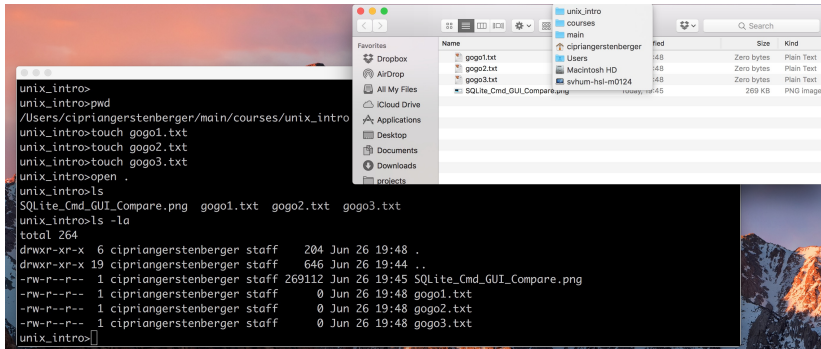 unix_intro>
unix_intro>pwd
/Users/cipriangerstenberger/main/courses/unix_intro
unix_intro>touch gogo1.txt
unix_intro>touch gogo2.txt
unix_intro>touch gogo3.txt
unix_intro>open .
unix_intro>ls
SQLite_Cmd_GUI_Compare.png gogo1.txt gogo2.txt gogo3.txt
unix_intro>ls -la
total 264
drwxr-xr-x 6 cipriangerstenberger staff 204 Jun 26 19:48 .
drwxr-xr-x 19 cipriangerstenberger staff 646 Jun 26 19:44 ..
-rw-r--r-- 1 cipriangerstenberger staff 269112 Jun 26 19:45 SQLite_Cmd_GUI_Compare.png
-rw-r--r-- 1 cipriangerstenberger staff 0 Jun 26 19:48 gogo1.txt
-rw-r--r-- 1 cipriangerstenberger staff 0 Jun 26 19:48 gogo2.txt
-rw-r--r-- 1 cipriangerstenberger staff 0 Jun 26 19:48 gogo3.txt
unix_intro>
unix_intro
courses
main
cipriangerstenberger
Users
Macintosh HD
svhum-hsl-m0124
Search
Favorites
Dropbox
AirDrop
All My Files
iCloud Drive
Applications
Desktop
Documents
Downloads
projects
Name Size Kind
gogo1.txt :48 Zero bytes Plain Text
gogo2.txt :48 Zero bytes Plain Text
gogo3.txt :48 Zero bytes Plain Text
SQLite_Cmd_GUI_Compare.png 269 KB PNG image